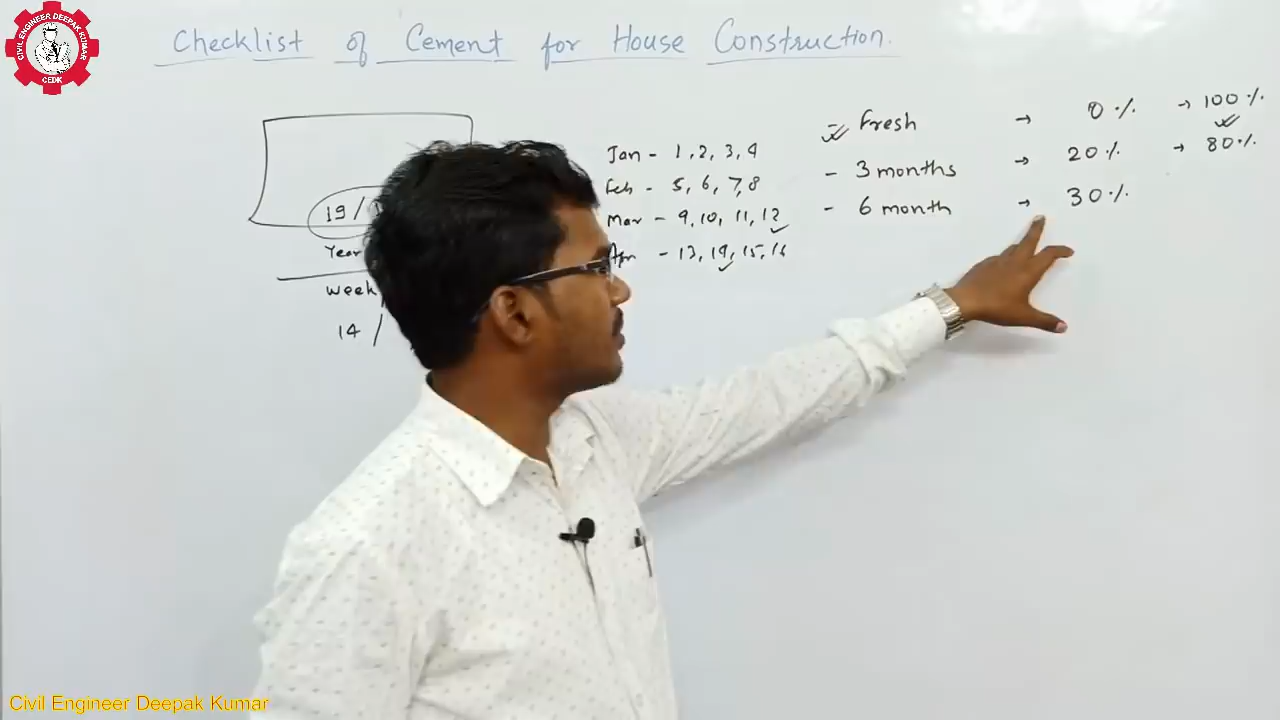 CIVIL ENGINEER DEEPAK KUMAR
CEDK
Checklist of Cement for House Construction.
19 /
Year
Week
14 /
Jan - 1, 2, 3, 4
Feb - 5, 6, 7, 8
Mar - 9, 10, 11, 12
Apr - 13, 14, 15, 16
- Fresh → 0 % → 100 %
- 3 months → 20 % → 80 %
- 6 month → 30 %
Civil Engineer Deepak Kumar